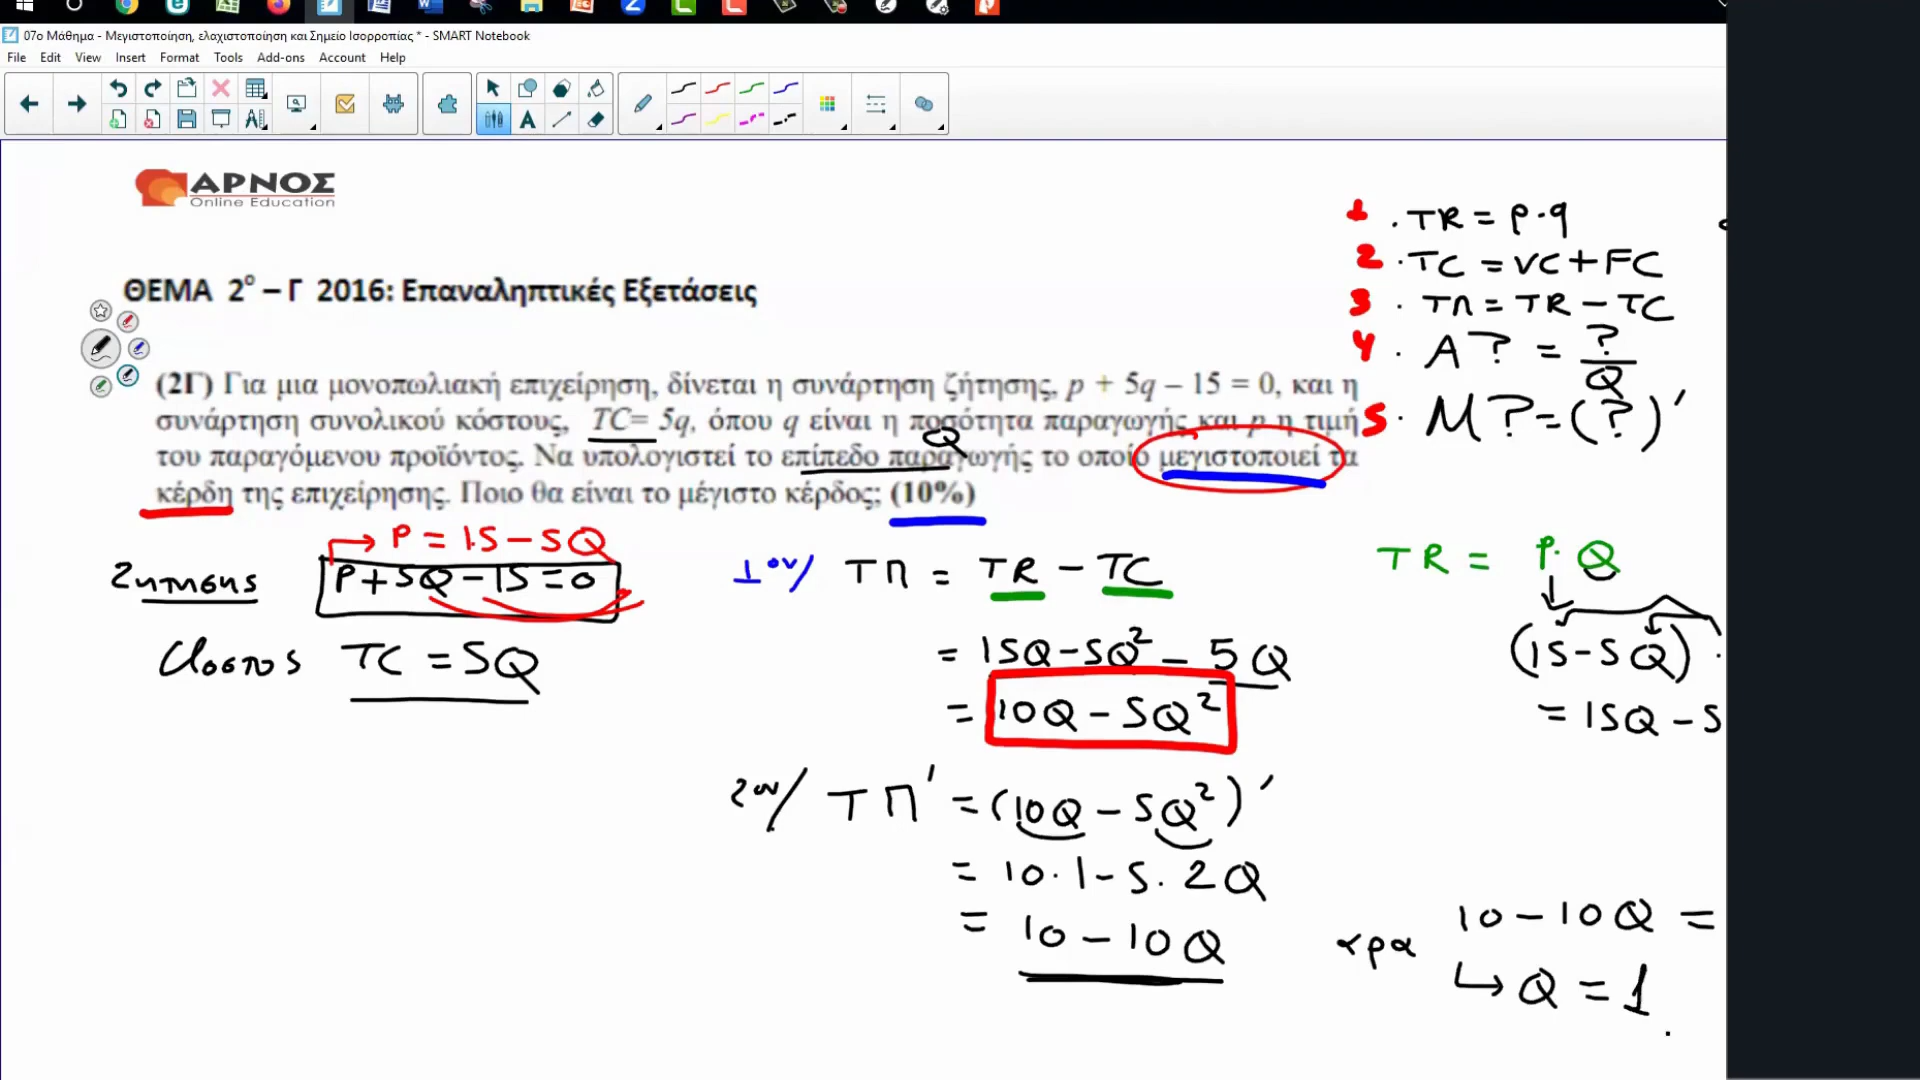 07ο Μάθημα - Μεγιστοποίηση, ελαχιστοποίηση και Σημείο Ισορροπίας * - SMART Notebook
File Edit View Insert Format Tools Add-ons Account Help
ΑΡΝΟΣ
Online Education
ΘΕΜΑ 2ο – Γ 2016: Επαναληπτικές Εξετάσεις
(2Γ) Για μια μονοπωλιακή επιχείρηση, δίνεται η συνάρτηση ζήτησης, p + 5q – 15 = 0, και η
συνάρτηση συνολικού κόστους, TC= 5q, όπου q είναι η ποσότητα παραγωγής και p η τιμή
Q
του παραγόμενου προϊόντος. Να υπολογιστεί το επίπεδο παραγωγής το οποίο μεγιστοποιεί τα
κέρδη της επιχείρησης. Ποιο θα είναι το μέγιστο κέρδος; (10%)
1 . TR = P·q
2 · TC = VC + FC
3 · ΤΠ = TR – TC
4 · A ? = ?/Q
5 · M ? = ( ? )'
P = 15 – 5Q
Ζητησης P + 5Q – 15 = 0
Κοστος TC = 5Q
1ον/ ΤΠ = TR – TC
= 15Q – 5Q² – 5Q
= 10Q – 5Q²
2ον/ ΤΠ' = (10Q – 5Q²)'
= 10·1 – 5·2Q
= 10 – 10Q
TR = P·Q
(15 – 5Q) ·
= 15Q – 5
αρα 10 – 10Q =
Q = 1